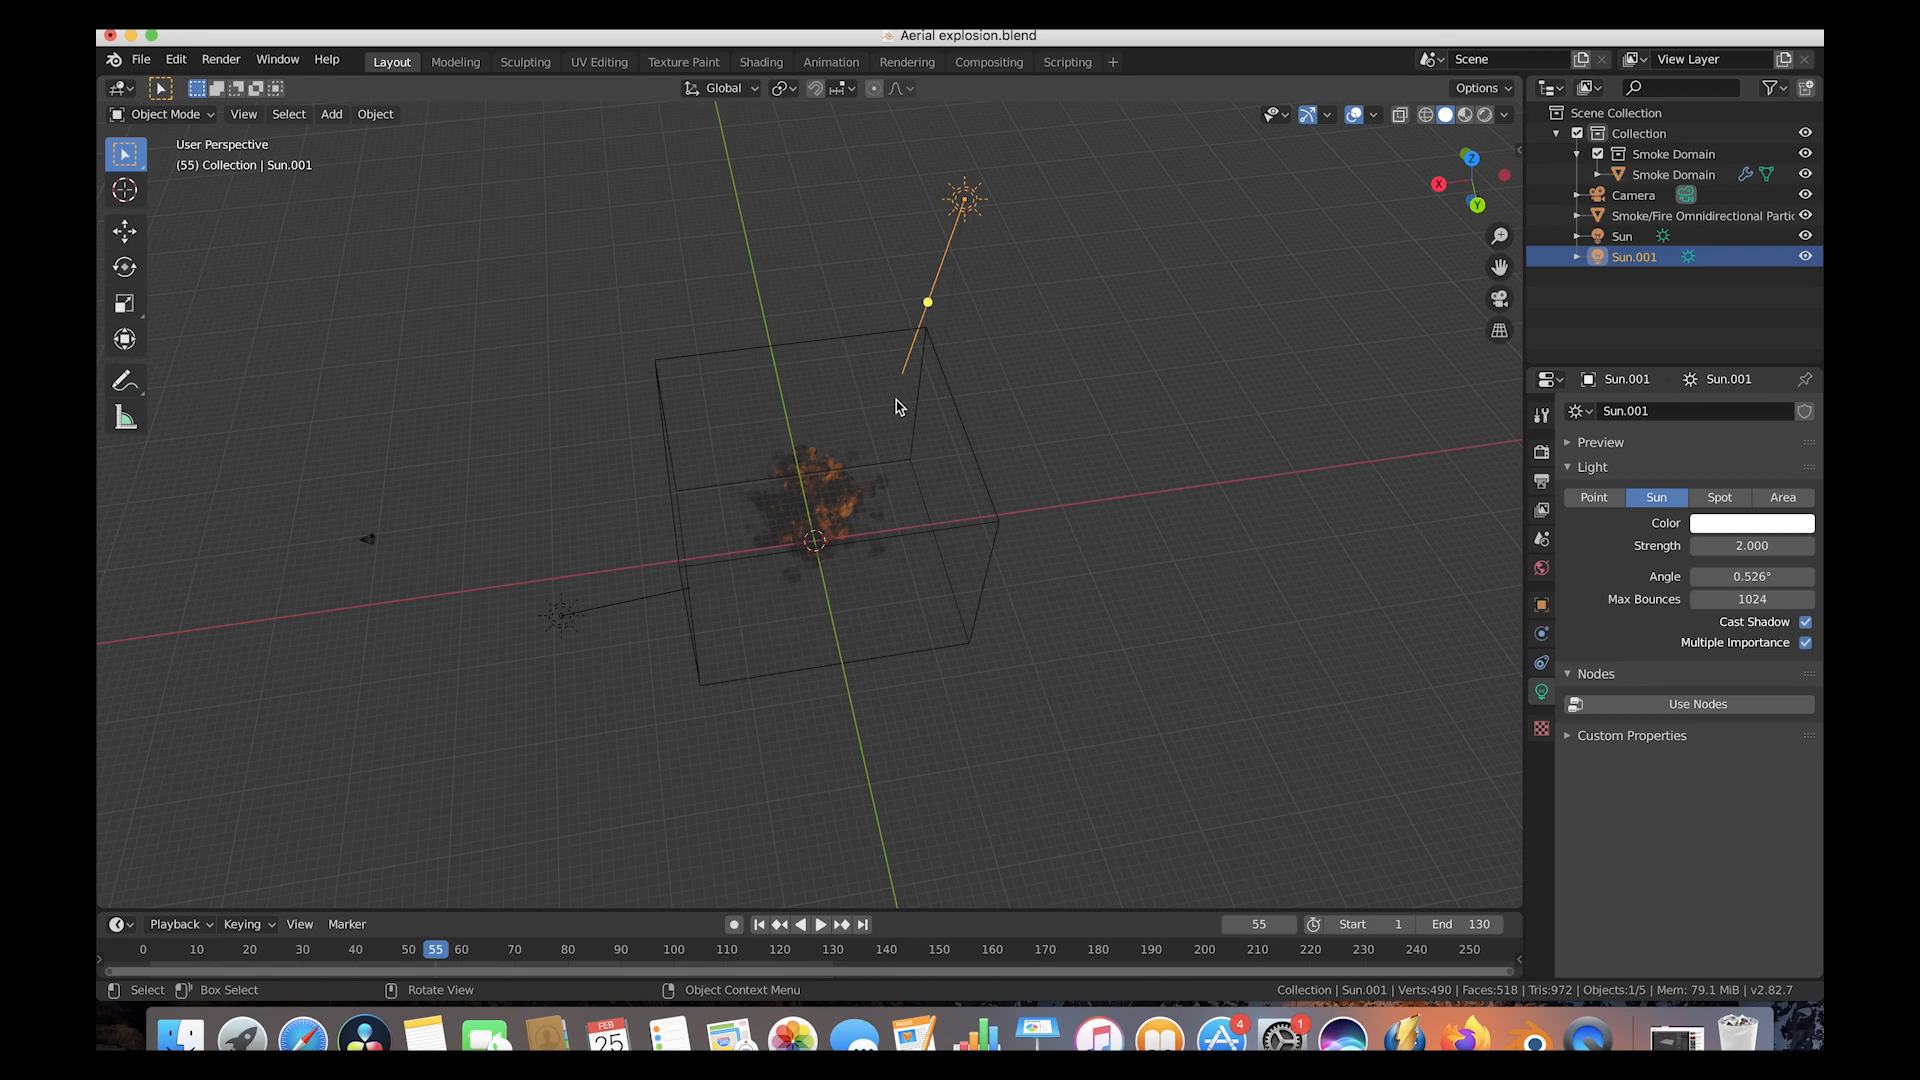 Aerial explosion.blend
File Edit Render Window Help Layout Modeling Sculpting UV Editing Texture Paint Shading Animation Rendering Compositing Scripting + Scene View Layer
Global Options
Object Mode View Select Add Object
User Perspective
(55) Collection | Sun.001
Z
X
Y
Scene Collection
Collection
Smoke Domain
Smoke Domain
Camera
Smoke/Fire Omnidirectional Partic
Sun
Sun.001
Sun.001 Sun.001
Sun.001
Preview
Light
Point Sun Spot Area
Color
Strength 2.000
Angle 0.526°
Max Bounces 1024
Cast Shadow
Multiple Importance
Nodes
Use Nodes
Custom Properties
Playback Keying View Marker 55 Start 1 End 130
0 10 20 30 40 50 55 60 70 80 90 100 110 120 130 140 150 160 170 180 190 200 210 220 230 240 250
Select Box Select Rotate View Object Context Menu Collection | Sun.001 | Verts:490 | Faces:518 | Tris:972 | Objects:1/5 | Mem: 79.1 MiB | v2.82.7
FEB
25
4
1